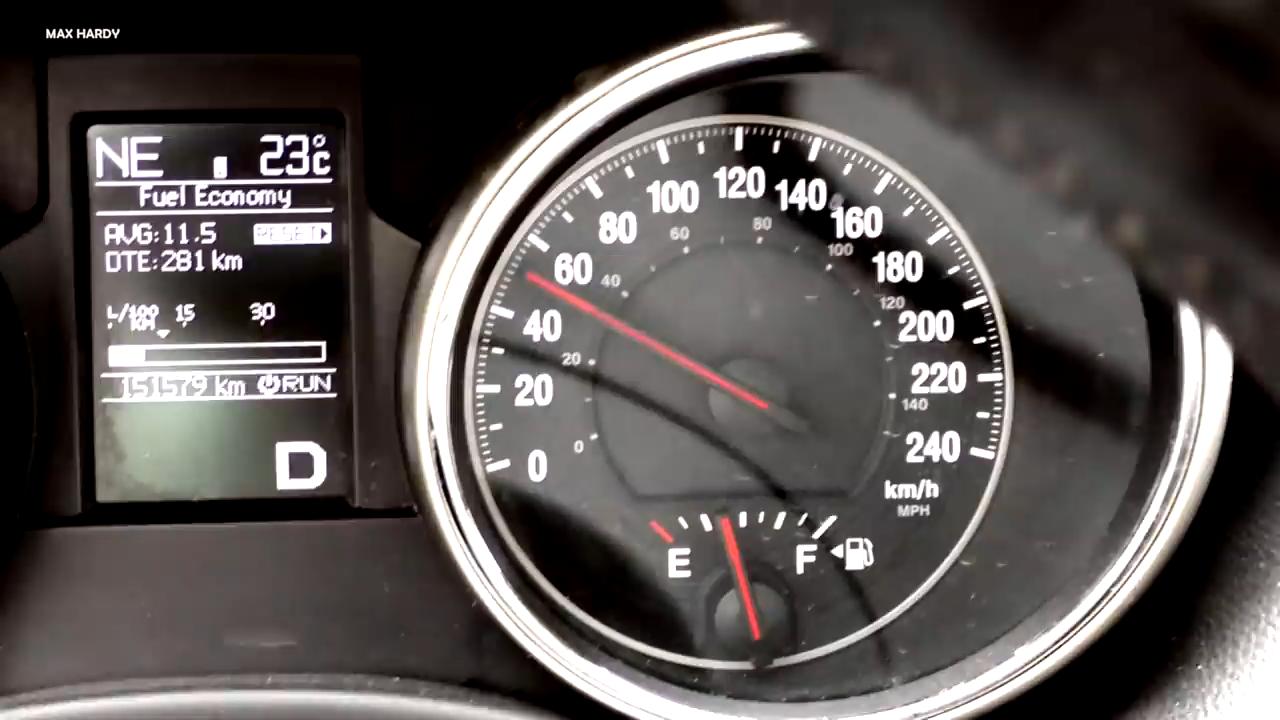 MAX HARDY
NE 23°C
Fuel Economy
AVG:11.5 RESET
DTE:281 km
L/100 KM 15 30
151579 km RUN
D
0 20 40 60 80 100 120 140 160 180 200 220 240
km/h
MPH
0 20 40 60 80 100 120 140
E F